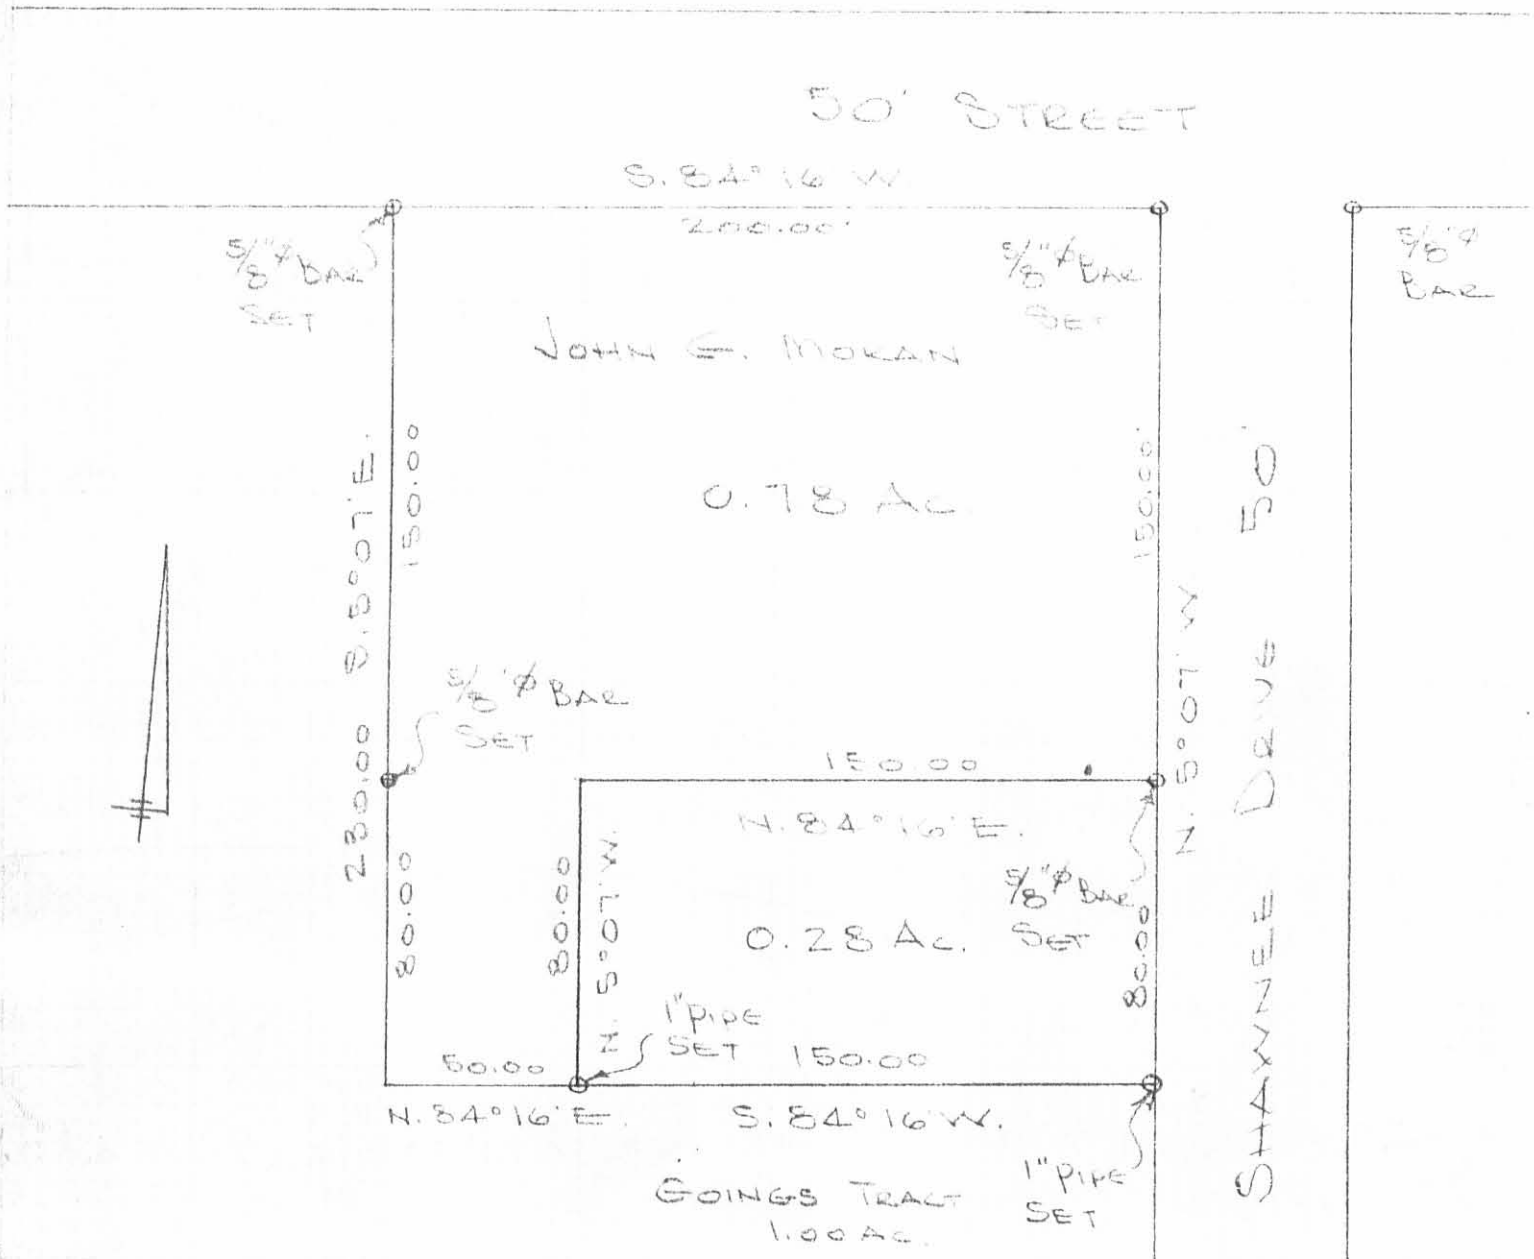 50' STREET
S. 84° 16' W
200.00'
5/8" ⌀ BAR
SET
5/8" ⌀ BAR
SET
5/8" ⌀
BAR
JOHN E. MORAN
0.78 AC.
S. 5° 07' E.
230.00
150.00
150.00'
N. 5° 07' W
SHAWNEE DRIVE 50'
5/8" ⌀ BAR
SET
150.00
N. 84° 16' E.
5/8" ⌀ BAR
SET
80.00
80.00
N. 5° 07' W.
0.28 AC.
80.00'
1" PIPE
SET
50.00
150.00
N. 84° 16' E.
S. 84° 16' W.
1" PIPE
SET
GOINGS TRACT
1.00 AC.